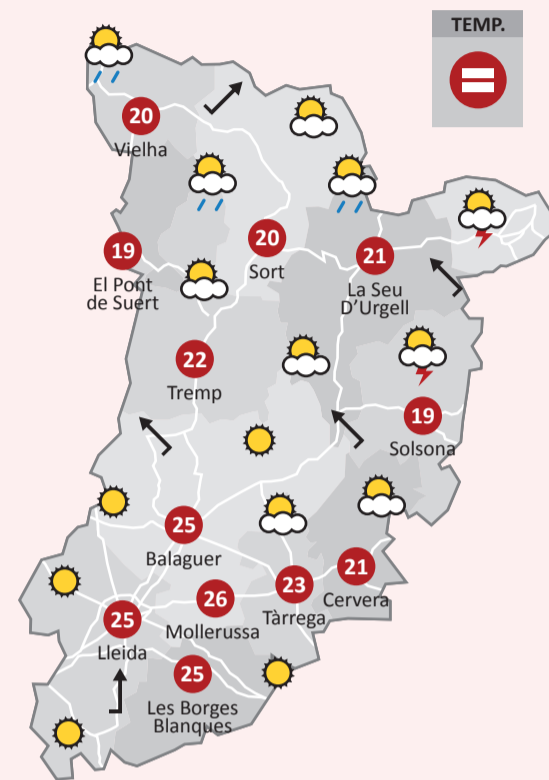 TEMP.
20
Vielha
19
El Pont
de Suert
20
Sort
21
La Seu
D'Urgell
22
Tremp
19
Solsona
25
Balaguer
26
Mollerussa
23
Tàrrega
21
Cervera
25
Lleida
25
Les Borges
Blanques